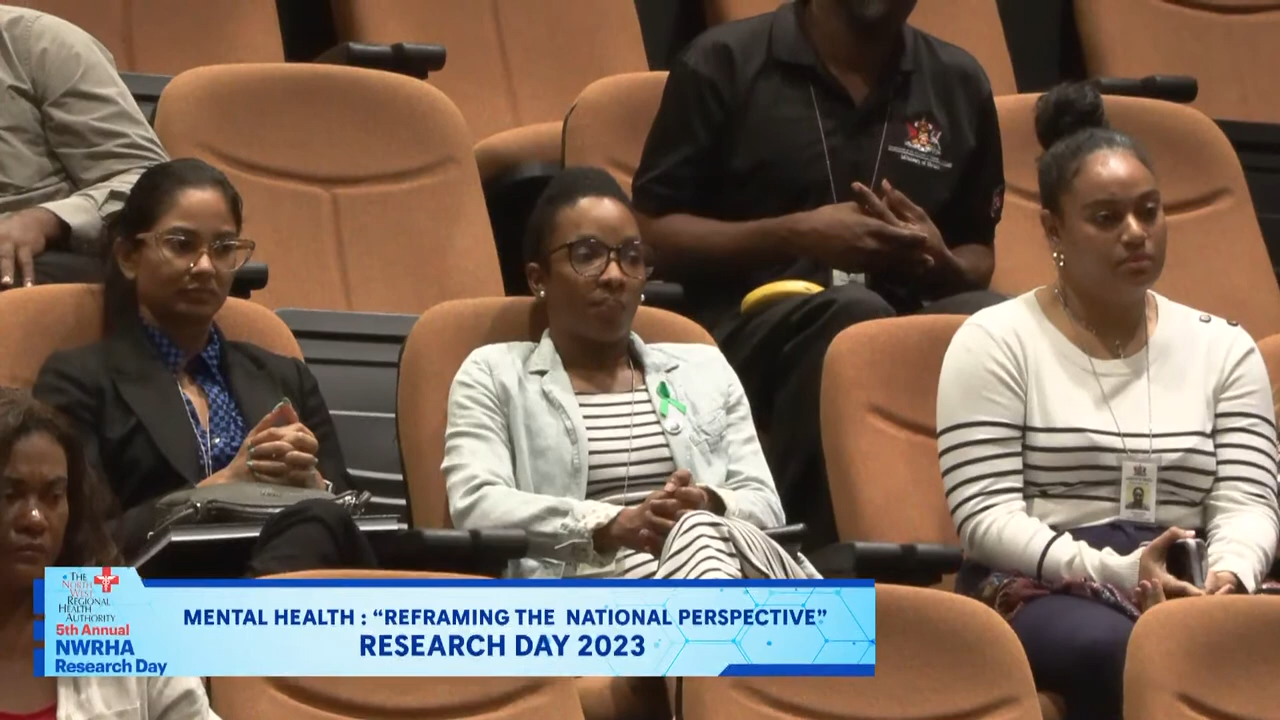 THE
NORTH WEST
REGIONAL
HEALTH
AUTHORITY
5th Annual
NWRHA
Research Day
MENTAL HEALTH : “REFRAMING THE NATIONAL PERSPECTIVE”
RESEARCH DAY 2023